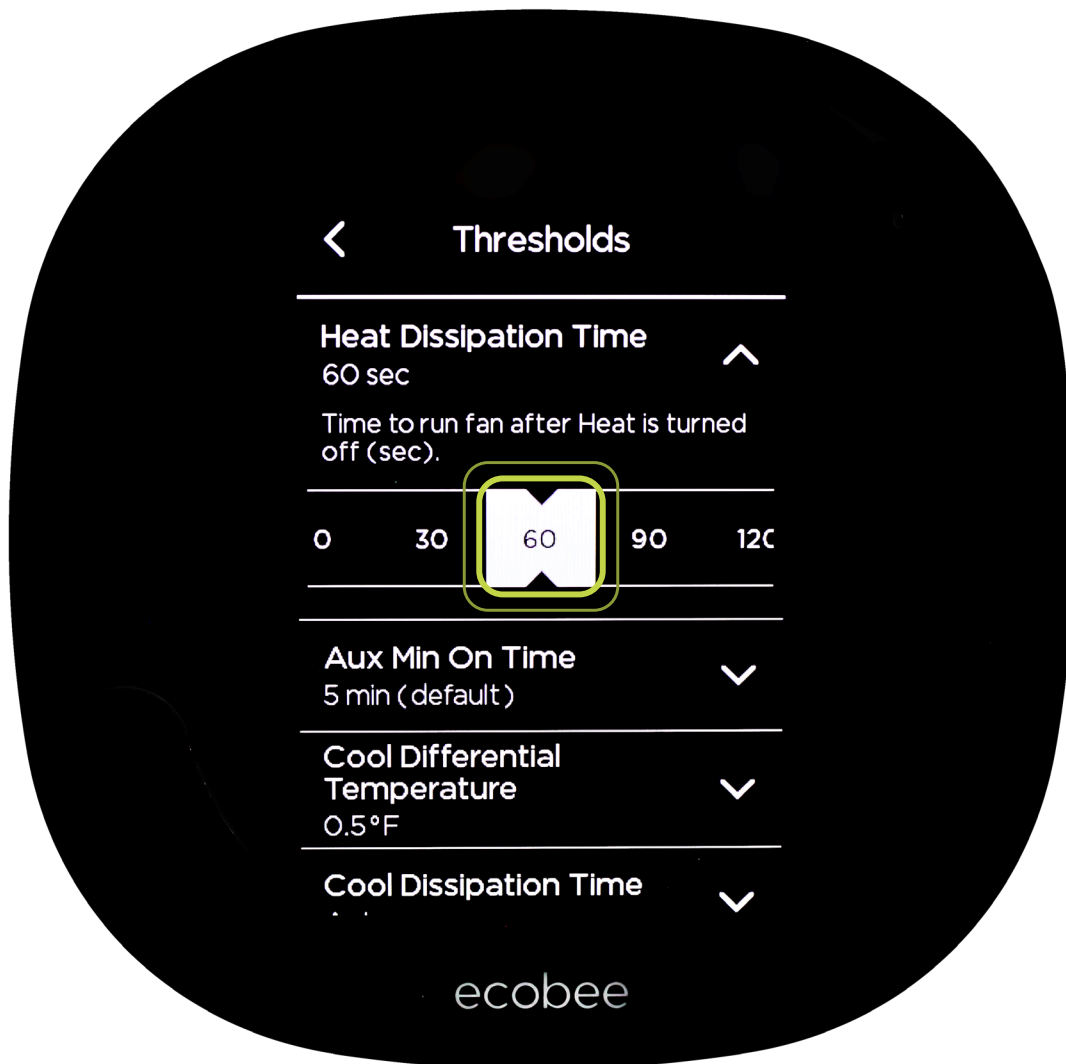 Thresholds
Heat Dissipation Time
60 sec
Time to run fan after Heat is turned
off (sec).
0 30 60 90 120
Aux Min On Time
5 min (default)
Cool Differential
Temperature
0.5°F
Cool Dissipation Time
ecobee